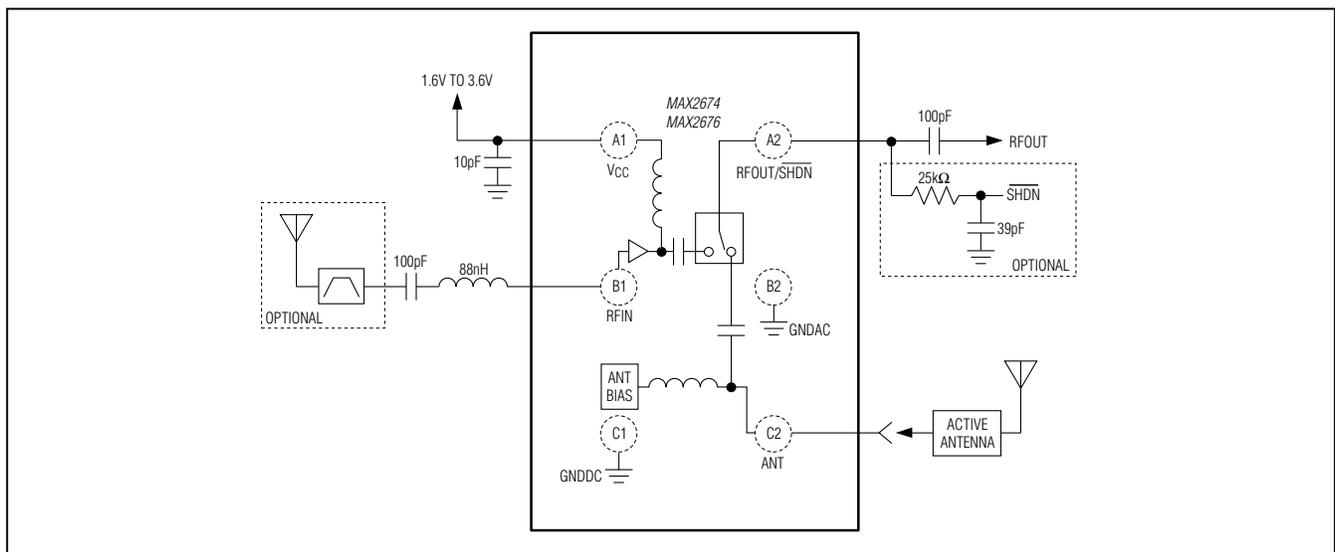 1.6V TO 3.6V
MAX2674
MAX2676
A1
VCC
A2
RFOUT/SHDN
10pF
100pF
RFOUT
25kΩ
SHDN
39pF
OPTIONAL
OPTIONAL
100pF
88nH
B1
RFIN
B2
GNDAC
ANT
BIAS
C1
GNDDC
C2
ANT
ACTIVE
ANTENNA